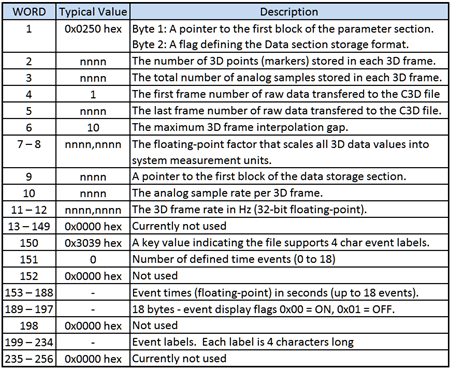 WORD Typical Value Description
1 0x0250 hex Byte 1: A pointer to the first block of the parameter section.
Byte 2: A flag defining the Data section storage format.
2 nnnn The number of 3D points (markers) stored in each 3D frame.
3 nnnn The total number of analog samples stored in each 3D frame.
4 1 The first frame number of raw data transfered to the C3D file
5 nnnn The last frame number of raw data transfered to the C3D file.
6 10 The maximum 3D frame interpolation gap.
7 – 8 nnnn,nnnn The floating-point factor that scales all 3D data values into
system measurement units.
9 nnnn A pointer to the first block of the data storage section.
10 nnnn The analog sample rate per 3D frame.
11 – 12 nnnn,nnnn The 3D frame rate in Hz (32-bit floating-point).
13 – 149 0x0000 hex Currently not used
150 0x3039 hex A key value indicating the file supports 4 char event labels.
151 0 Number of defined time events (0 to 18)
152 0x0000 hex Not used
153 – 188 - Event times (floating-point) in seconds (up to 18 events).
189 – 197 - 18 bytes - event display flags 0x00 = ON, 0x01 = OFF.
198 0x0000 hex Not used
199 – 234 - Event labels. Each label is 4 characters long
235 – 256 0x0000 hex Currently not used